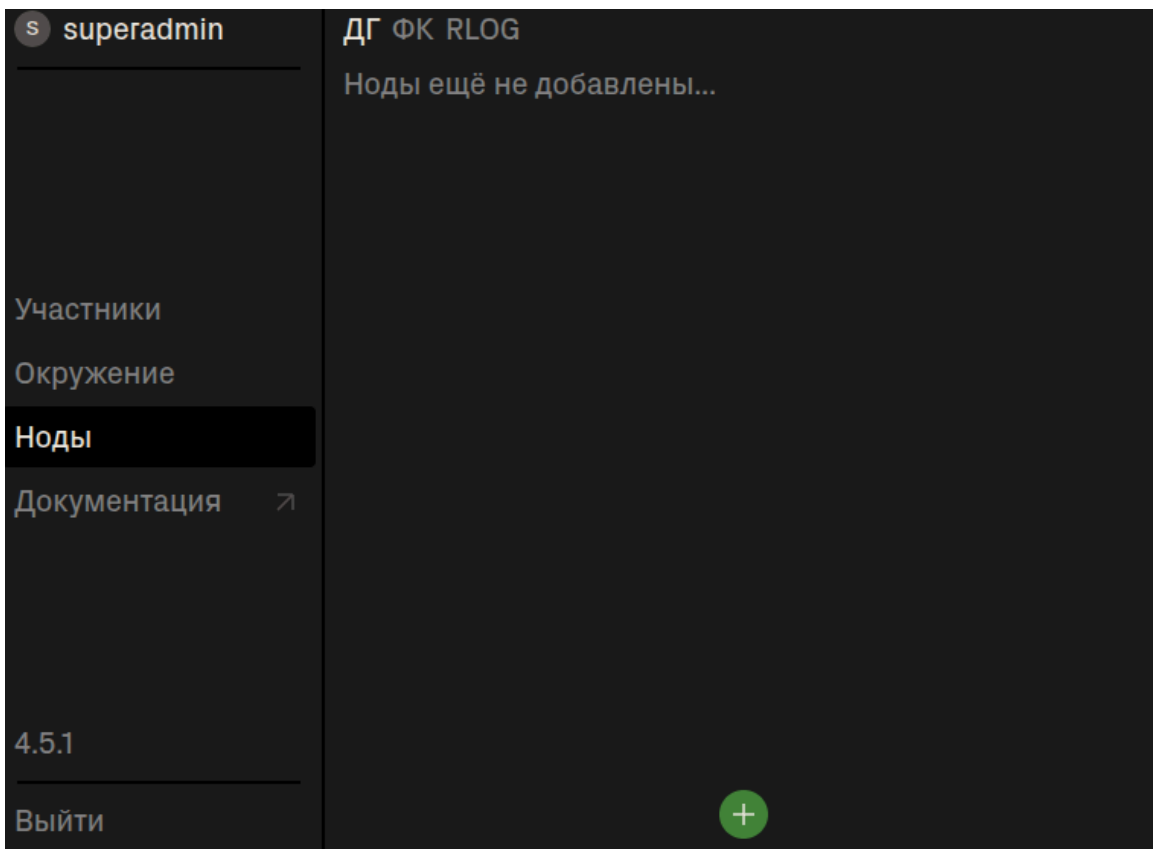 S superadmin
Участники
Окружение
Ноды
Документация
4.5.1
Выйти
ДГ ФК RLOG
Ноды ещё не добавлены...